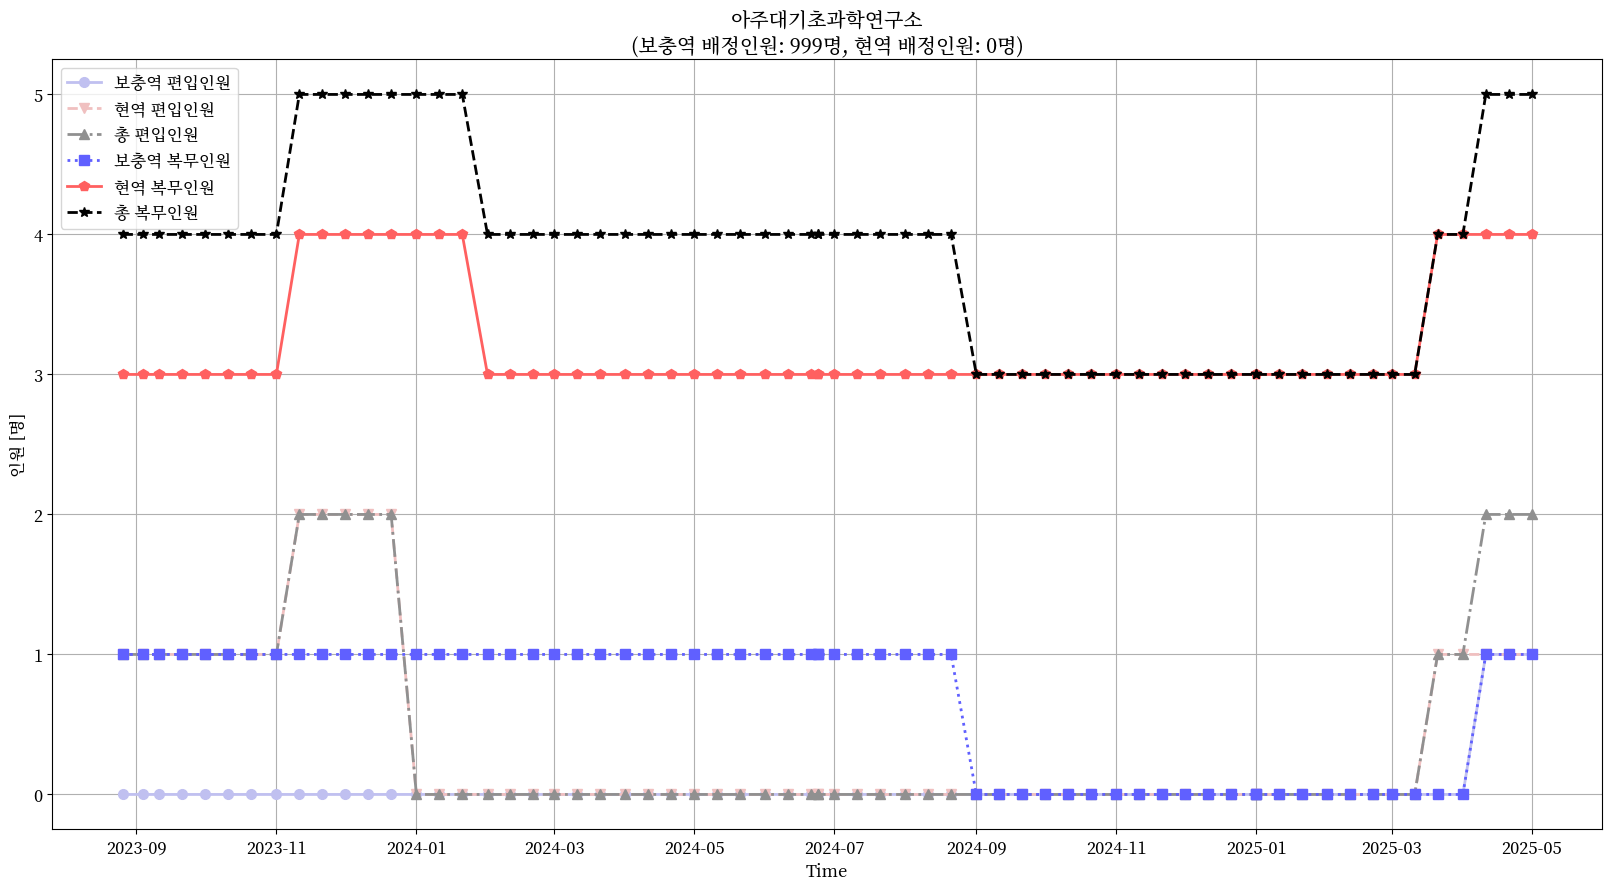 아주대기초과학연구소
(보충역 배정인원: 999명, 현역 배정인원: 0명)
보충역 편입인원
현역 편입인원
총 편입인원
보충역 복무인원
현역 복무인원
총 복무인원
인원 [명]
5
4
3
2
1
0
2023-09
2023-11
2024-01
2024-03
2024-05
2024-07
2024-09
2024-11
2025-01
2025-03
2025-05
Time